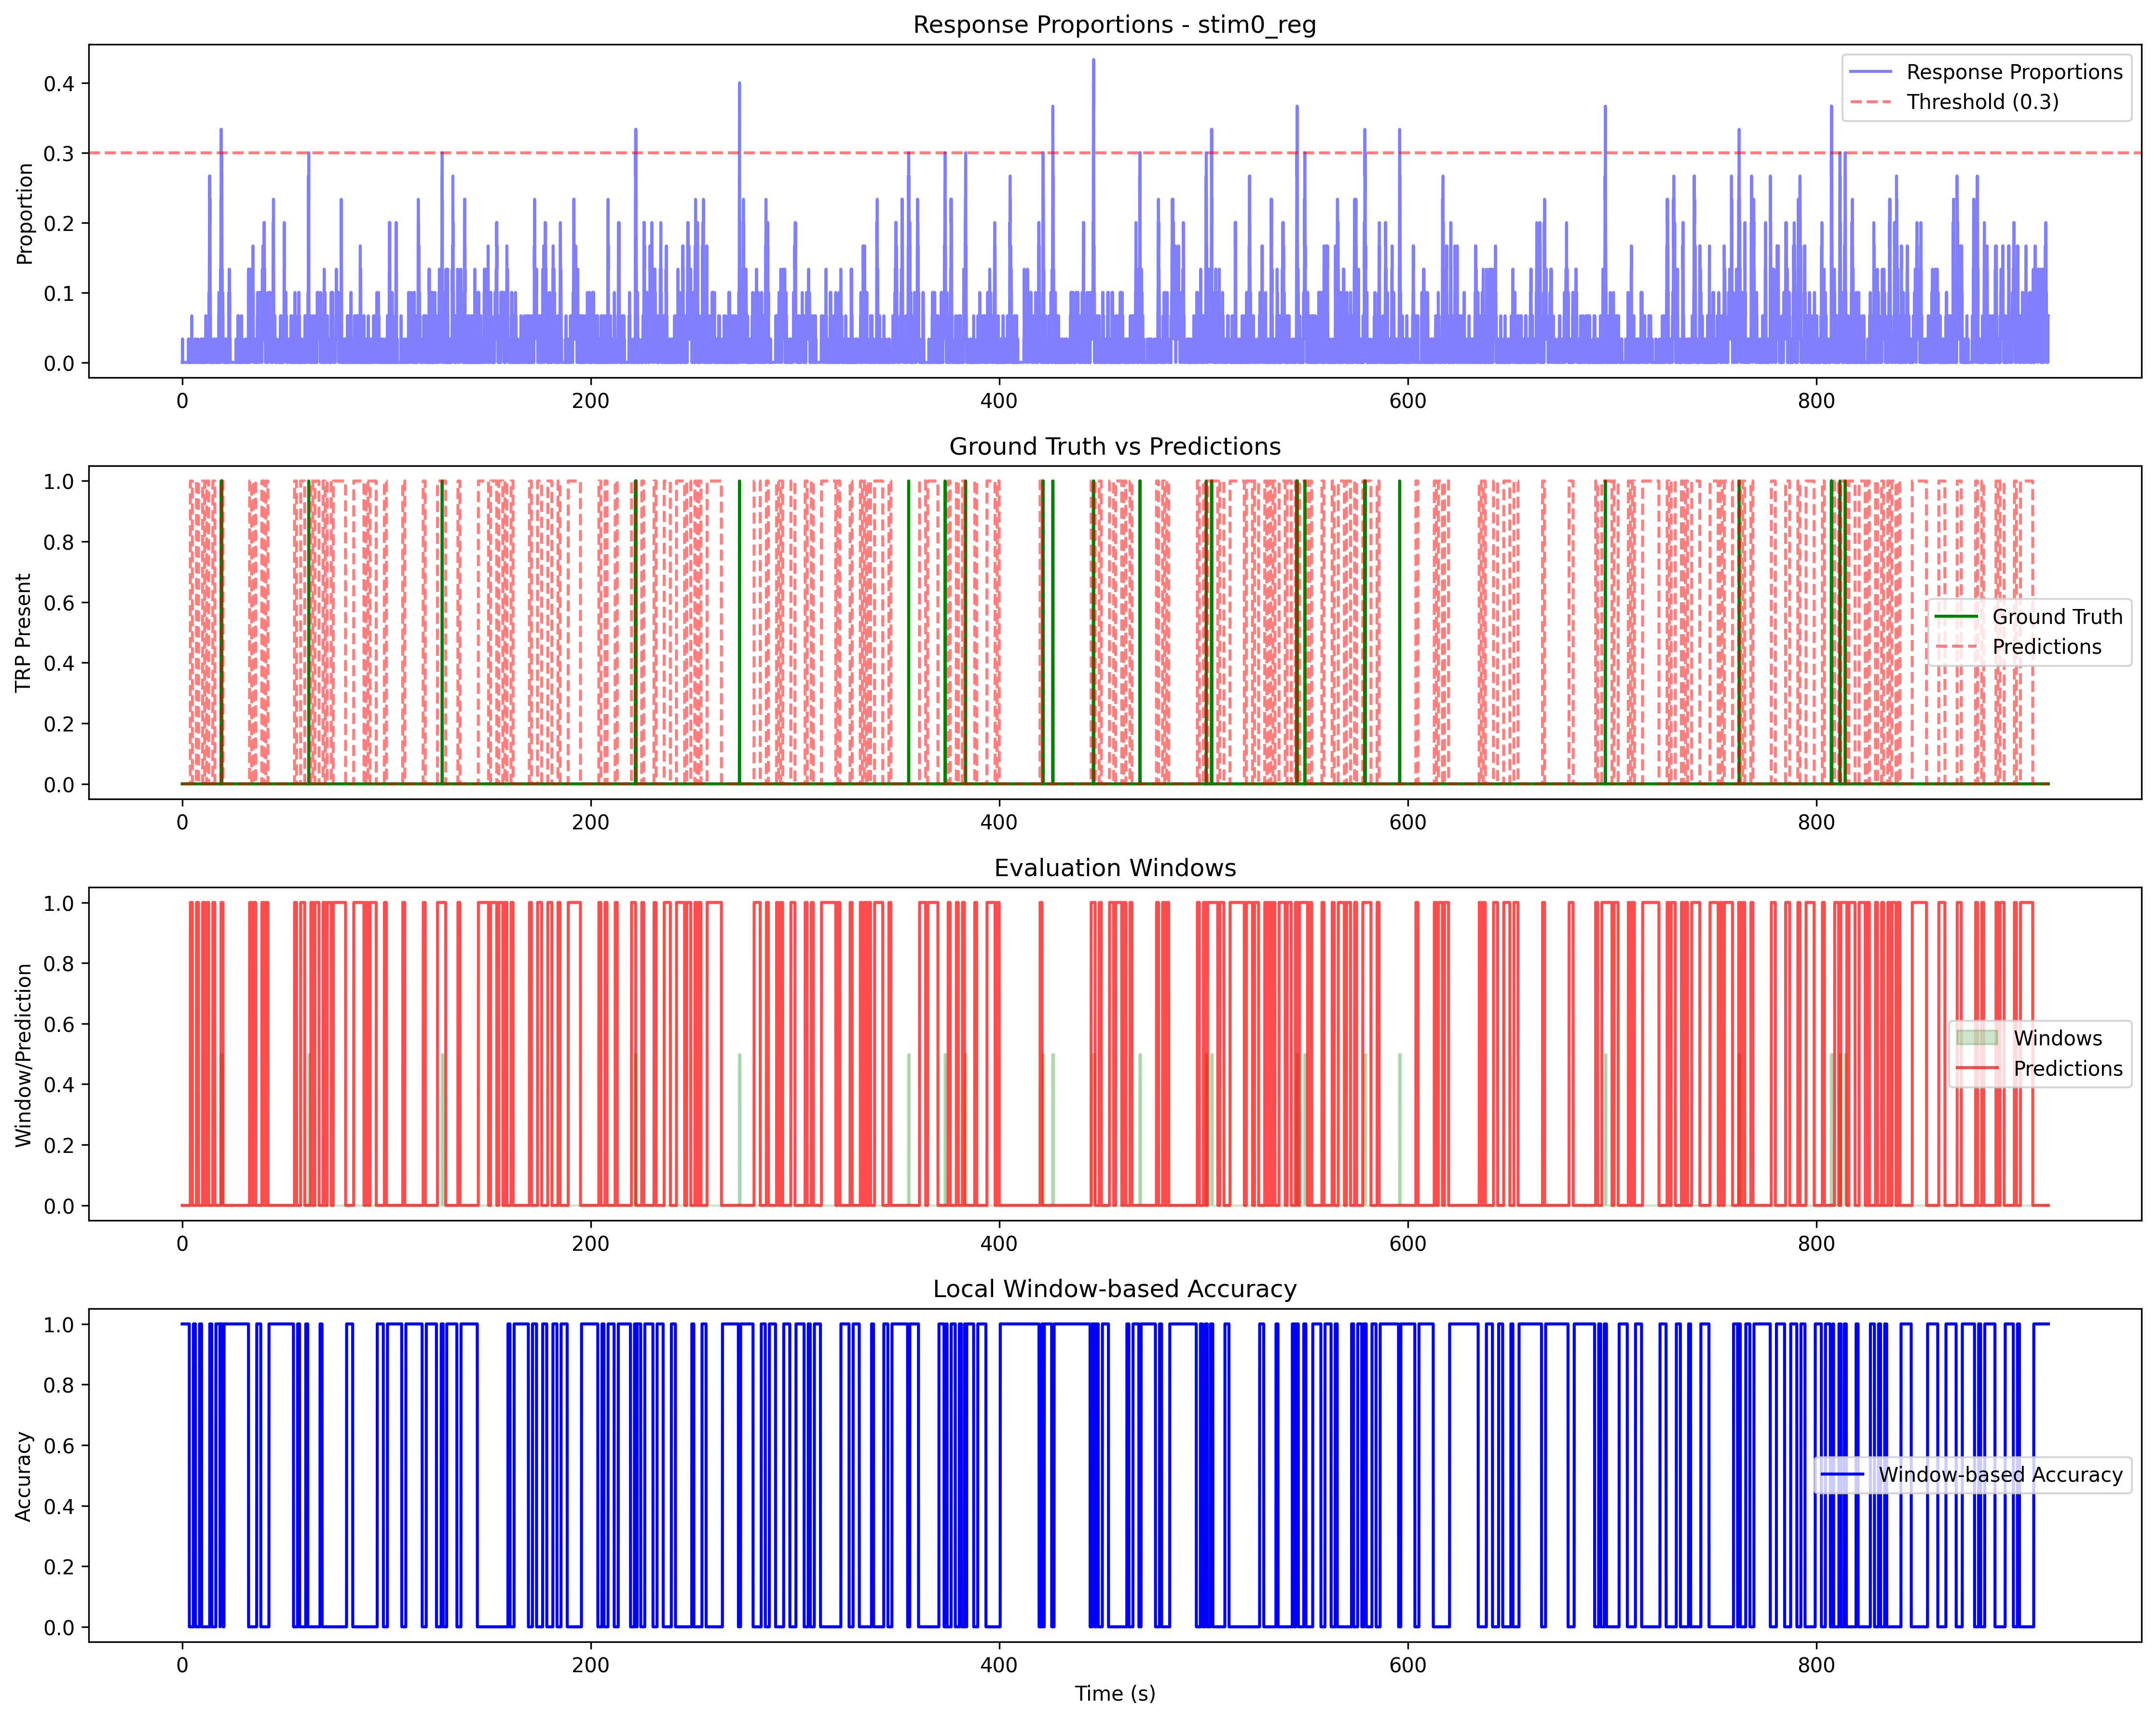 Response Proportions - stim0_reg
Proportion
0.4
0.3
0.2
0.1
0.0
Response Proportions
Threshold (0.3)
0 200 400 600 800
Ground Truth vs Predictions
TRP Present
1.0
0.8
0.6
0.4
0.2
0.0
Ground Truth
Predictions
0 200 400 600 800
Evaluation Windows
Window/Prediction
1.0
0.8
0.6
0.4
0.2
0.0
Windows
Predictions
0 200 400 600 800
Local Window-based Accuracy
Accuracy
1.0
0.8
0.6
0.4
0.2
0.0
Window-based Accuracy
0 200 400 600 800
Time (s)